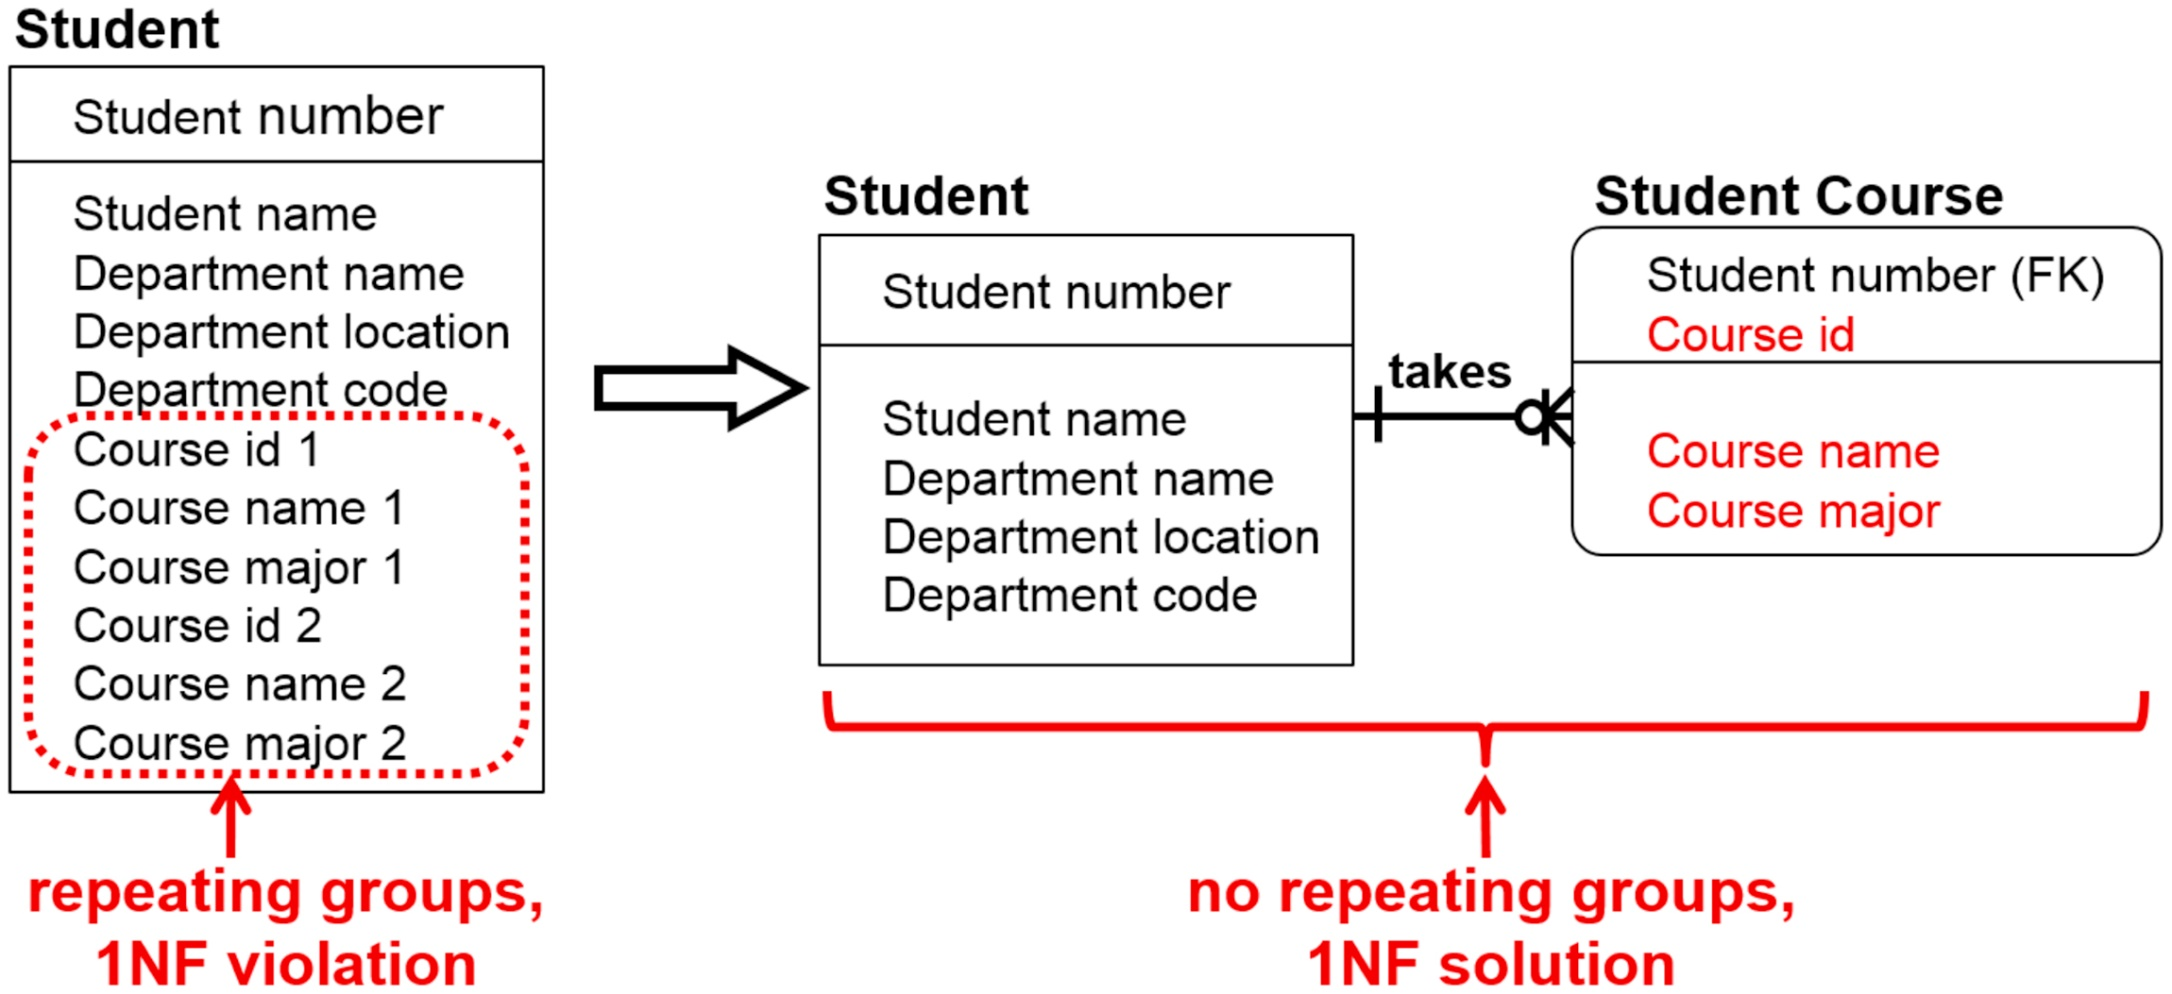 Student
Student number
Student name
Department name
Department location
Department code
Course id 1
Course name 1
Course major 1
Course id 2
Course name 2
Course major 2
repeating groups,
1NF violation
Student
Student number
Student name
Department name
Department location
Department code
takes
Student Course
Student number (FK)
Course id
Course name
Course major
no repeating groups,
1NF solution